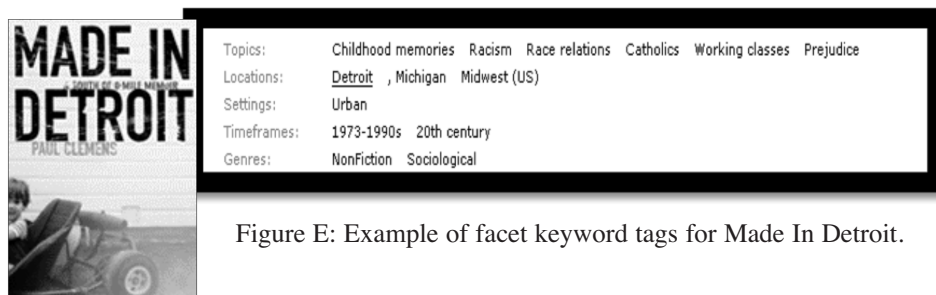 MADE IN
A SOUTH OF 8-MILE MEMOIR
DETROIT
PAUL CLEMENS
Topics: Childhood memories Racism Race relations Catholics Working classes Prejudice
Locations: Detroit , Michigan Midwest (US)
Settings: Urban
Timeframes: 1973-1990s 20th century
Genres: NonFiction Sociological
Figure E: Example of facet keyword tags for Made In Detroit.